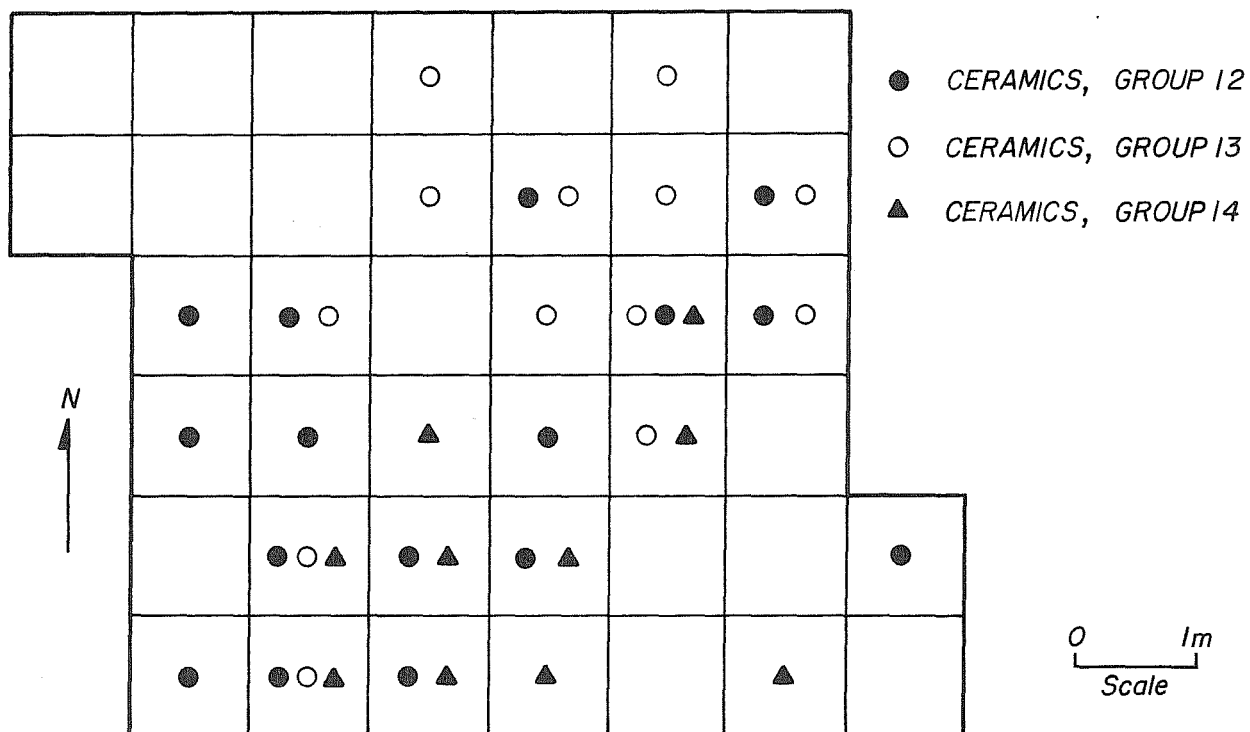 CERAMICS, GROUP 12
CERAMICS, GROUP 13
CERAMICS, GROUP 14
N
0 1m
Scale